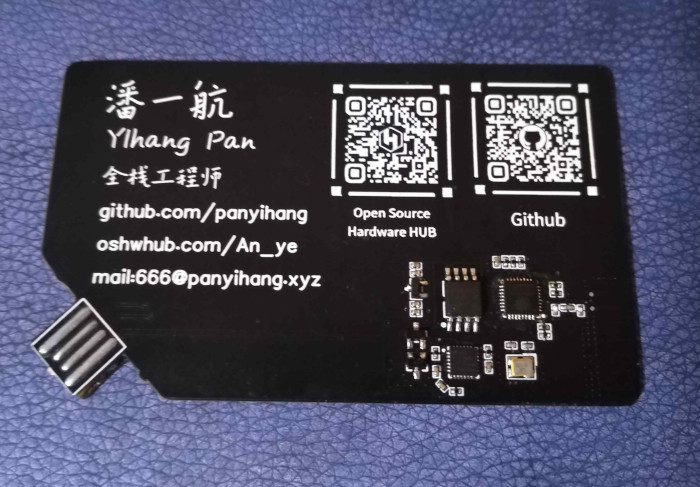 潘一航
YIhang Pan
全栈工程师
github.com/panyihang
oshwhub.com/An_ye
mail:666@panyihang.xyz
Open Source
Hardware HUB
Github